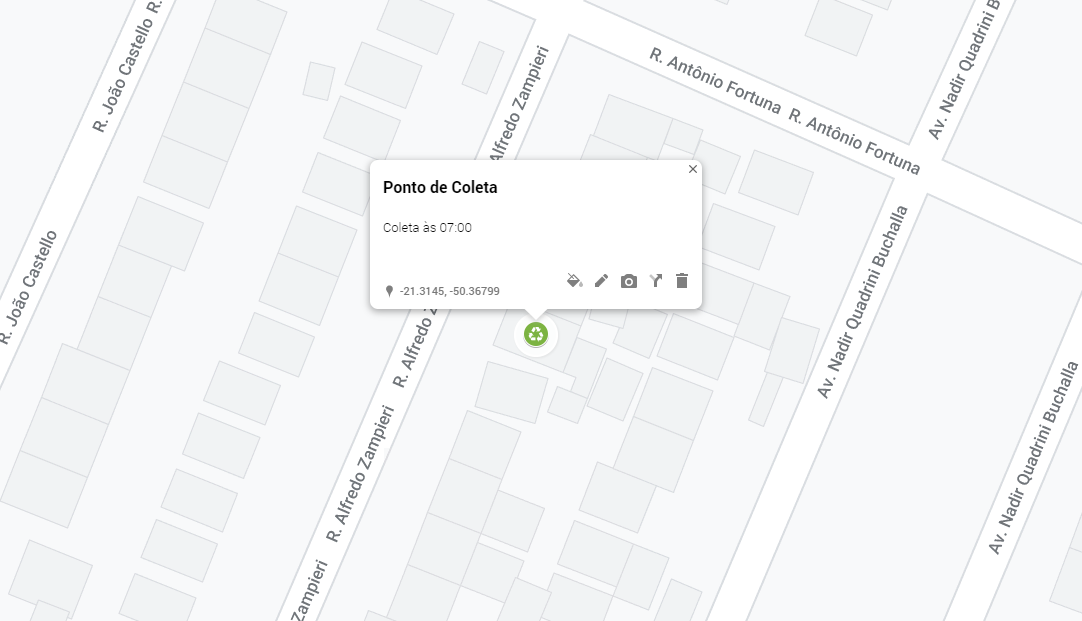 R. João Castello
R.
R. Antônio Fortuna
R. Antônio Fortuna
Av. Nadir Quadrini B
Alfredo Zampieri
Ponto de Coleta
Coleta às 07:00
-21.3145, -50.36799
R. João Castello
Av. Nadir Quadrini Buchalla
R. Alfredo Z
R. Alfredo Zampieri
Av. Nadir Quadrini Buchalla
Zampieri